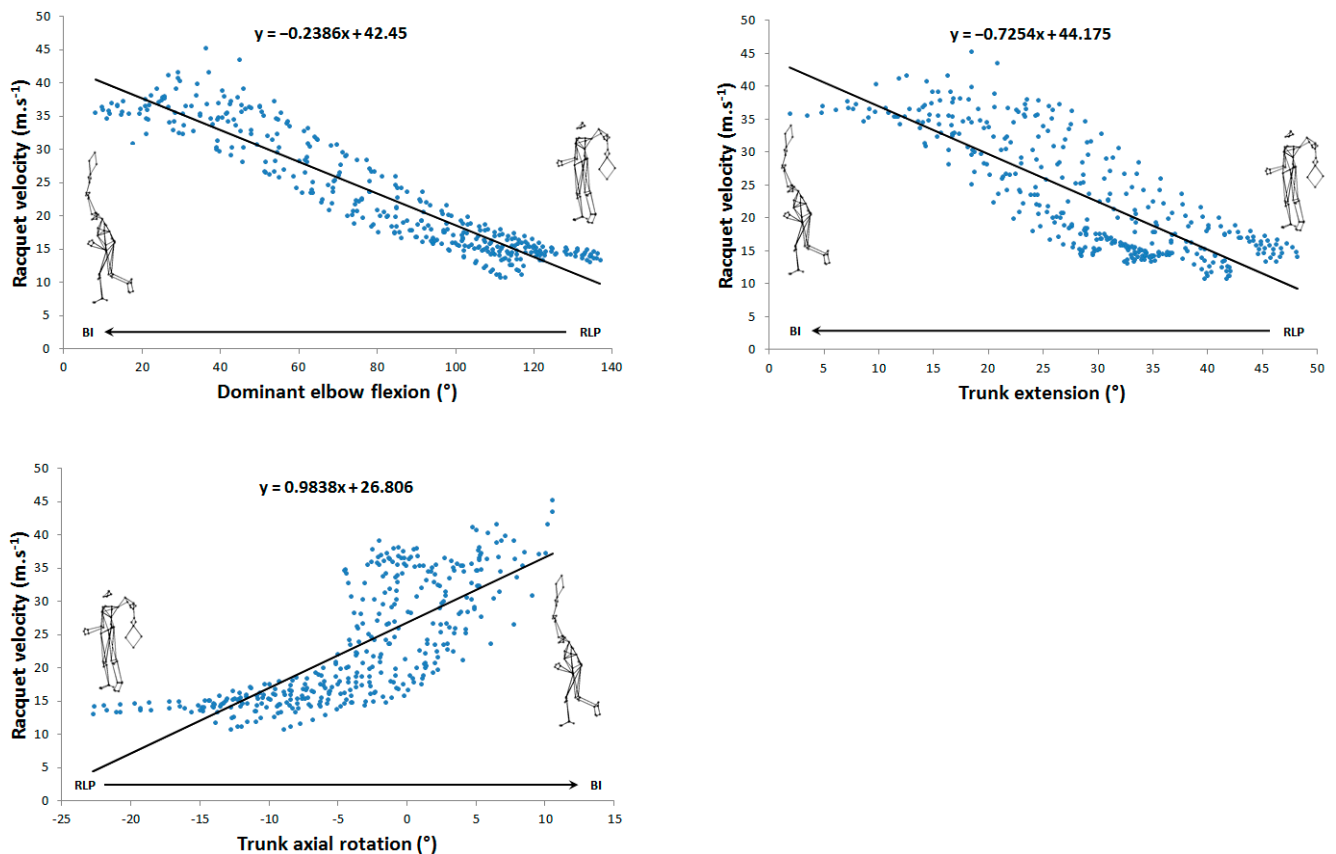 y = −0.2386x + 42.45
Racquet velocity (m.s⁻¹)
50
45
40
35
30
25
20
15
10
5
0
BI
RLP
0 20 40 60 80 100 120 140
Dominant elbow flexion (°)
y = −0.7254x + 44.175
Racquet velocity (m.s⁻¹)
50
45
40
35
30
25
20
15
10
5
0
BI
RLP
0 5 10 15 20 25 30 35 40 45 50
Trunk extension (°)
y = 0.9838x + 26.806
Racquet velocity (m.s⁻¹)
50
45
40
35
30
25
20
15
10
5
0
RLP
BI
-25 -20 -15 -10 -5 0 5 10 15
Trunk axial rotation (°)